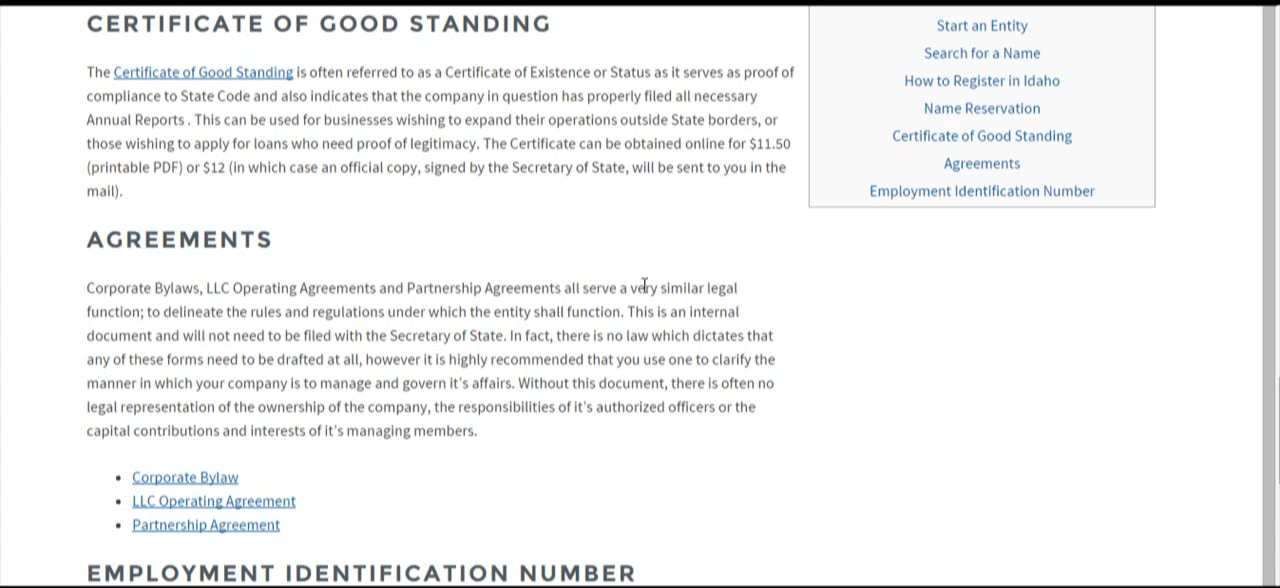 CERTIFICATE OF GOOD STANDING
The Certificate of Good Standing is often referred to as a Certificate of Existence or Status as it serves as proof of
compliance to State Code and also indicates that the company in question has properly filed all necessary
Annual Reports . This can be used for businesses wishing to expand their operations outside State borders, or
those wishing to apply for loans who need proof of legitimacy. The Certificate can be obtained online for $11.50
(printable PDF) or $12 (in which case an official copy, signed by the Secretary of State, will be sent to you in the
mail).
AGREEMENTS
Corporate Bylaws, LLC Operating Agreements and Partnership Agreements all serve a very similar legal
function; to delineate the rules and regulations under which the entity shall function. This is an internal
document and will not need to be filed with the Secretary of State. In fact, there is no law which dictates that
any of these forms need to be drafted at all, however it is highly recommended that you use one to clarify the
manner in which your company is to manage and govern it's affairs. Without this document, there is often no
legal representation of the ownership of the company, the responsibilities of it's authorized officers or the
capital contributions and interests of it's managing members.
• Corporate Bylaw
• LLC Operating Agreement
• Partnership Agreement
EMPLOYMENT IDENTIFICATION NUMBER
Start an Entity
Search for a Name
How to Register in Idaho
Name Reservation
Certificate of Good Standing
Agreements
Employment Identification Number